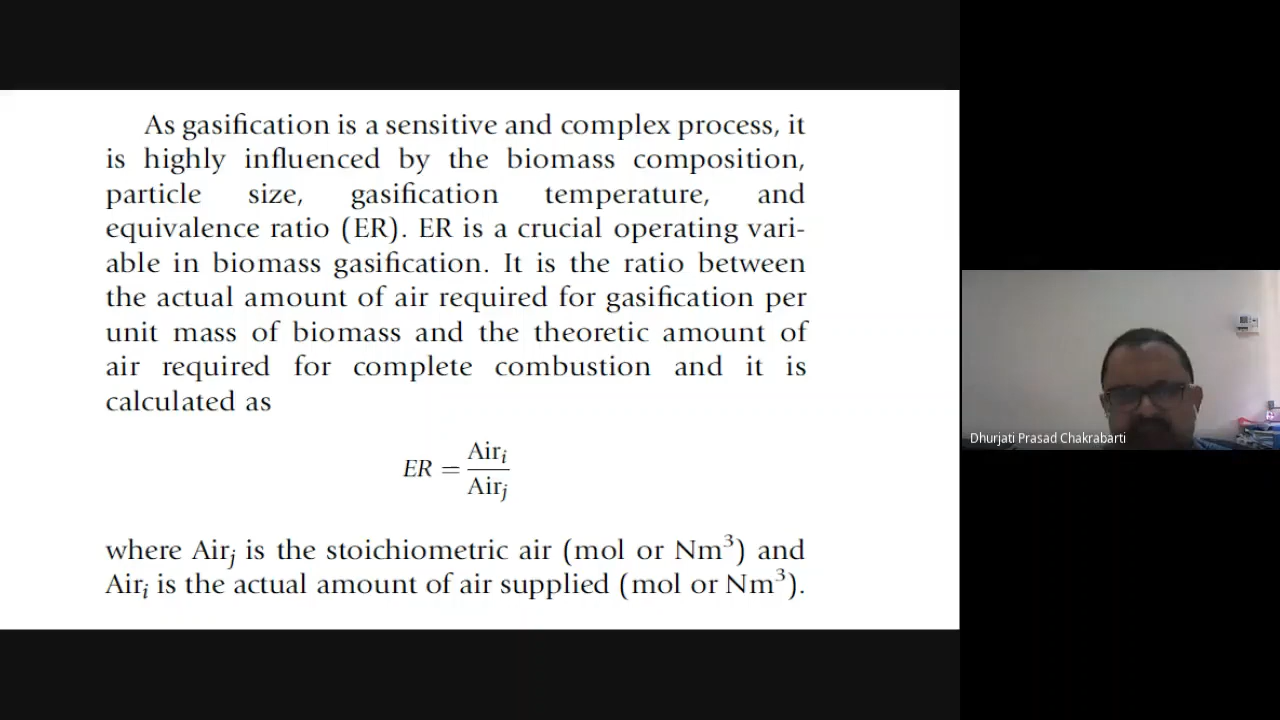 As gasification is a sensitive and complex process, it
is highly influenced by the biomass composition,
particle size, gasification temperature, and
equivalence ratio (ER). ER is a crucial operating vari-
able in biomass gasification. It is the ratio between
the actual amount of air required for gasification per
unit mass of biomass and the theoretic amount of
air required for complete combustion and it is
calculated as
ER = Airᵢ / Airⱼ
where Airⱼ is the stoichiometric air (mol or Nm³) and
Airᵢ is the actual amount of air supplied (mol or Nm³).
Dhurjati Prasad Chakrabarti